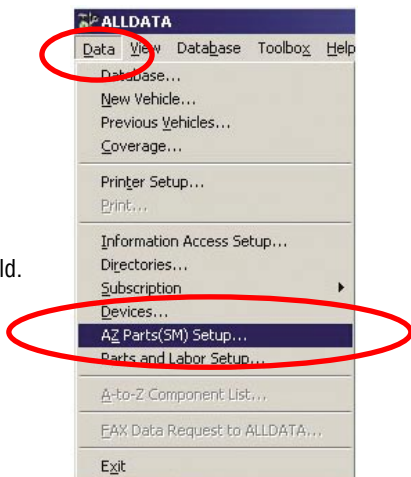 ALLDATA
Data View Database Toolbox Help
Database...
New Vehicle...
Previous Vehicles...
Coverage...
Printer Setup...
Print...
Information Access Setup...
ld.
Directories...
Subscription
Devices...
AZ Parts(SM) Setup...
Parts and Labor Setup...
A-to-Z Component List...
FAX Data Request to ALLDATA...
Exit